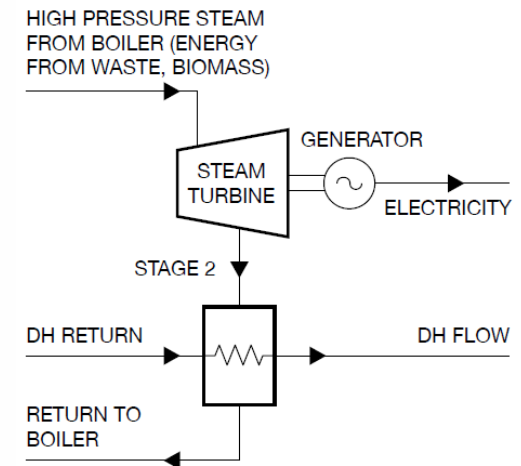 HIGH PRESSURE STEAM
FROM BOILER (ENERGY
FROM WASTE, BIOMASS)
GENERATOR
STEAM
TURBINE
ELECTRICITY
STAGE 2
DH RETURN
DH FLOW
RETURN TO
BOILER